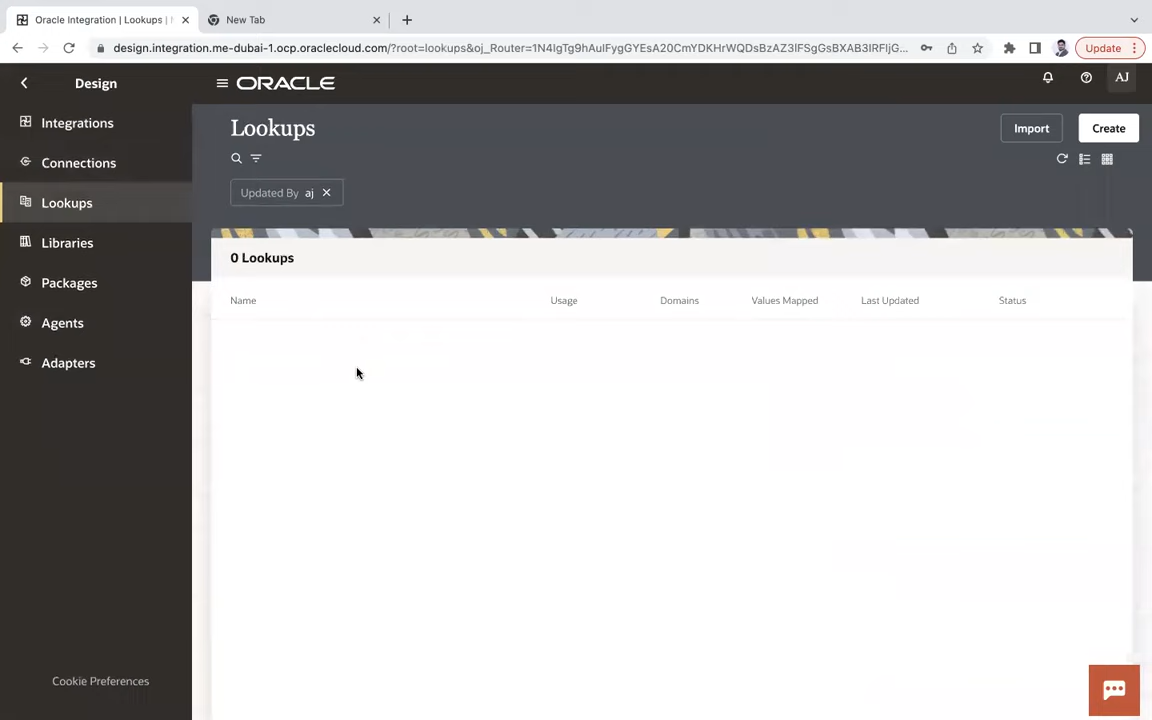 Oracle Integration | Lookups |
New Tab
design.integration.me-dubai-1.ocp.oraclecloud.com/?root=lookups&oj_Router=1N4IgTg9hAuIFygGYEsA20CmYDKHrWQDsBzAZ3IFSgGsBXAB3IRFIjG...
Update
Design
ORACLE
AJ
Integrations
Connections
Lookups
Libraries
Packages
Agents
Adapters
Cookie Preferences
Lookups
Import
Create
Updated By aj
0 Lookups
Name Usage Domains Values Mapped Last Updated Status